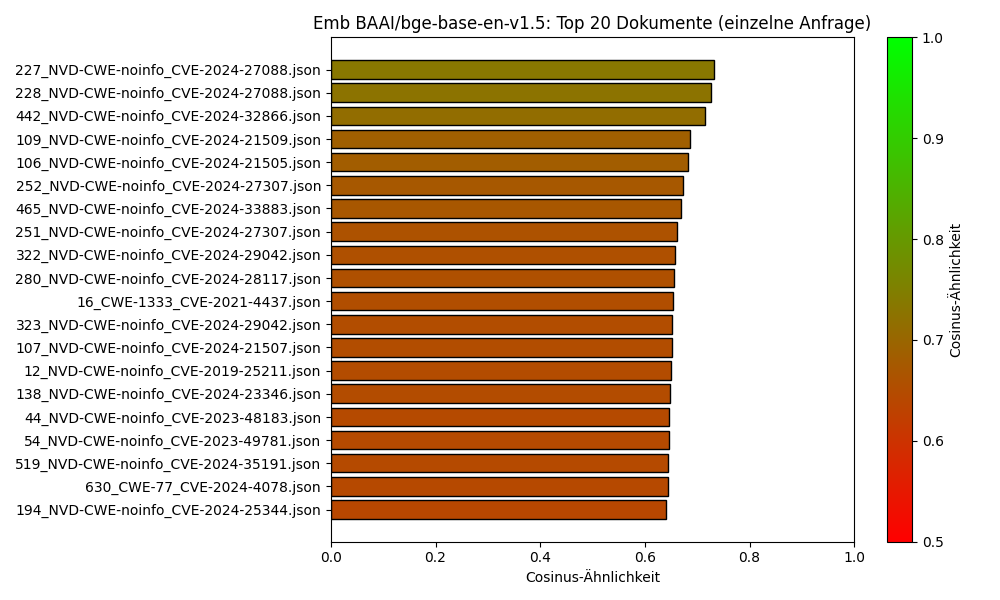 Emb BAAI/bge-base-en-v1.5: Top 20 Dokumente (einzelne Anfrage)
227_NVD-CWE-noinfo_CVE-2024-27088.json
228_NVD-CWE-noinfo_CVE-2024-27088.json
442_NVD-CWE-noinfo_CVE-2024-32866.json
109_NVD-CWE-noinfo_CVE-2024-21509.json
106_NVD-CWE-noinfo_CVE-2024-21505.json
252_NVD-CWE-noinfo_CVE-2024-27307.json
465_NVD-CWE-noinfo_CVE-2024-33883.json
251_NVD-CWE-noinfo_CVE-2024-27307.json
322_NVD-CWE-noinfo_CVE-2024-29042.json
280_NVD-CWE-noinfo_CVE-2024-28117.json
16_CWE-1333_CVE-2021-4437.json
323_NVD-CWE-noinfo_CVE-2024-29042.json
107_NVD-CWE-noinfo_CVE-2024-21507.json
12_NVD-CWE-noinfo_CVE-2019-25211.json
138_NVD-CWE-noinfo_CVE-2024-23346.json
44_NVD-CWE-noinfo_CVE-2023-48183.json
54_NVD-CWE-noinfo_CVE-2023-49781.json
519_NVD-CWE-noinfo_CVE-2024-35191.json
630_CWE-77_CVE-2024-4078.json
194_NVD-CWE-noinfo_CVE-2024-25344.json
0.0 0.2 0.4 0.6 0.8 1.0
Cosinus-Ähnlichkeit
1.0
0.9
0.8
0.7
0.6
0.5
Cosinus-Ähnlichkeit